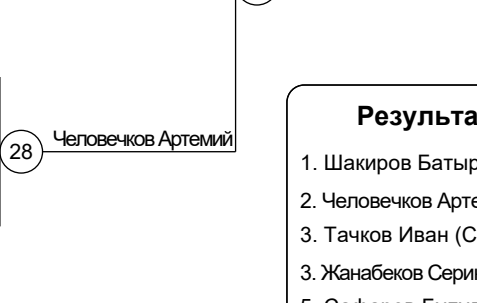 28
Человечков Артемий
Результа
1. Шакиров Батыр
2. Человечков Арте
3. Тачков Иван (С
3. Жанабеков Сери